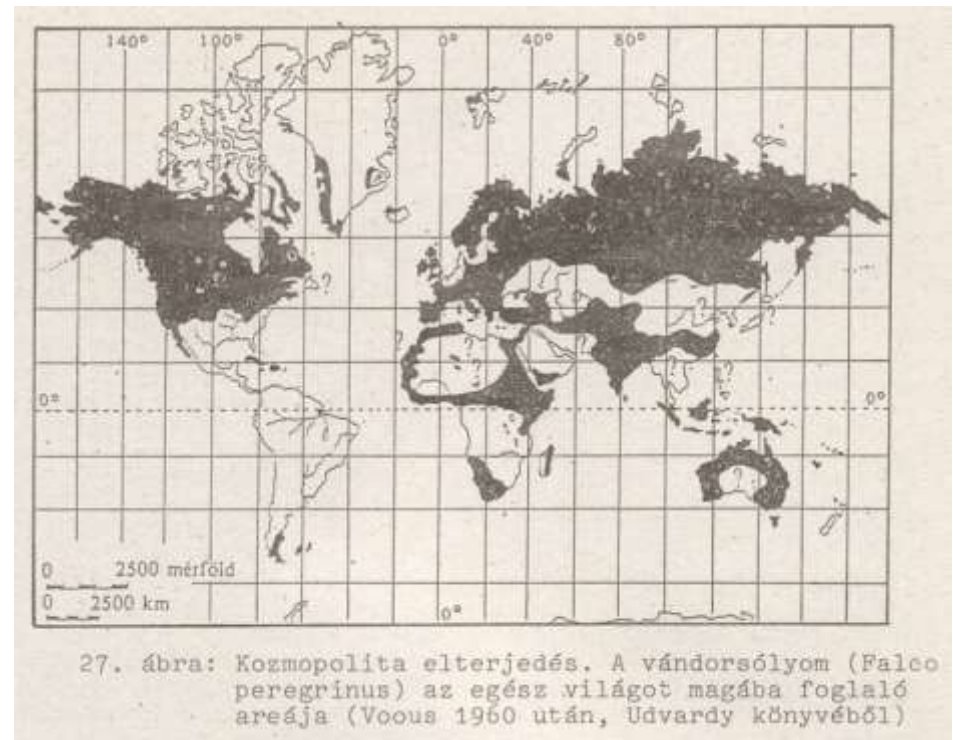 140° 100° 0° 40° 80°
?
?
?
?
?
?
?
?
?
?
?
0° 0°
?
0 2500 mérföld
0 2500 km
0°
27. ábra: Kozmopolita elterjedés. A vándorsólyom (Falco
peregrinus) az egész világot magába foglaló
areája (Voous 1960 után, Udvardy könyvéből)